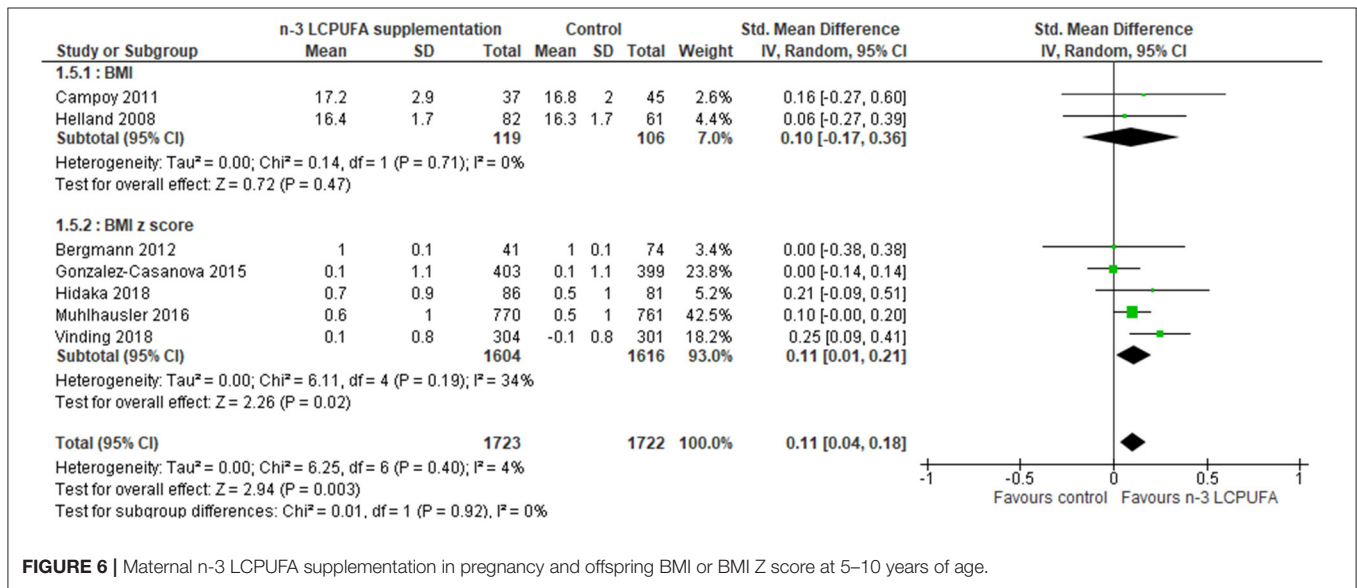 n-3 LCPUFA supplementation Control Std. Mean Difference Std. Mean Difference
Study or Subgroup Mean SD Total Mean SD Total Weight IV, Random, 95% CI IV, Random, 95% CI
1.5.1 : BMI
Campoy 2011 17.2 2.9 37 16.8 2 45 2.6% 0.16 [-0.27, 0.60]
Helland 2008 16.4 1.7 82 16.3 1.7 61 4.4% 0.06 [-0.27, 0.39]
Subtotal (95% CI) 119 106 7.0% 0.10 [-0.17, 0.36]
Heterogeneity: Tau² = 0.00; Chi² = 0.14, df = 1 (P = 0.71); I² = 0%
Test for overall effect: Z = 0.72 (P = 0.47)
1.5.2 : BMI z score
Bergmann 2012 1 0.1 41 1 0.1 74 3.4% 0.00 [-0.38, 0.38]
Gonzalez-Casanova 2015 0.1 1.1 403 0.1 1.1 399 23.8% 0.00 [-0.14, 0.14]
Hidaka 2018 0.7 0.9 86 0.5 1 81 5.2% 0.21 [-0.09, 0.51]
Muhlhausler 2016 0.6 1 770 0.5 1 761 42.5% 0.10 [-0.00, 0.20]
Vinding 2018 0.1 0.8 304 -0.1 0.8 301 18.2% 0.25 [0.09, 0.41]
Subtotal (95% CI) 1604 1616 93.0% 0.11 [0.01, 0.21]
Heterogeneity: Tau² = 0.00; Chi² = 6.11, df = 4 (P = 0.19); I² = 34%
Test for overall effect: Z = 2.26 (P = 0.02)
Total (95% CI) 1723 1722 100.0% 0.11 [0.04, 0.18]
Heterogeneity: Tau² = 0.00; Chi² = 6.25, df = 6 (P = 0.40); I² = 4%
Test for overall effect: Z = 2.94 (P = 0.003)
Test for subgroup differences: Chi² = 0.01, df = 1 (P = 0.92), I² = 0%
-1 -0.5 0 0.5 1
Favours control Favours n-3 LCPUFA
FIGURE 6 | Maternal n-3 LCPUFA supplementation in pregnancy and offspring BMI or BMI Z score at 5–10 years of age.